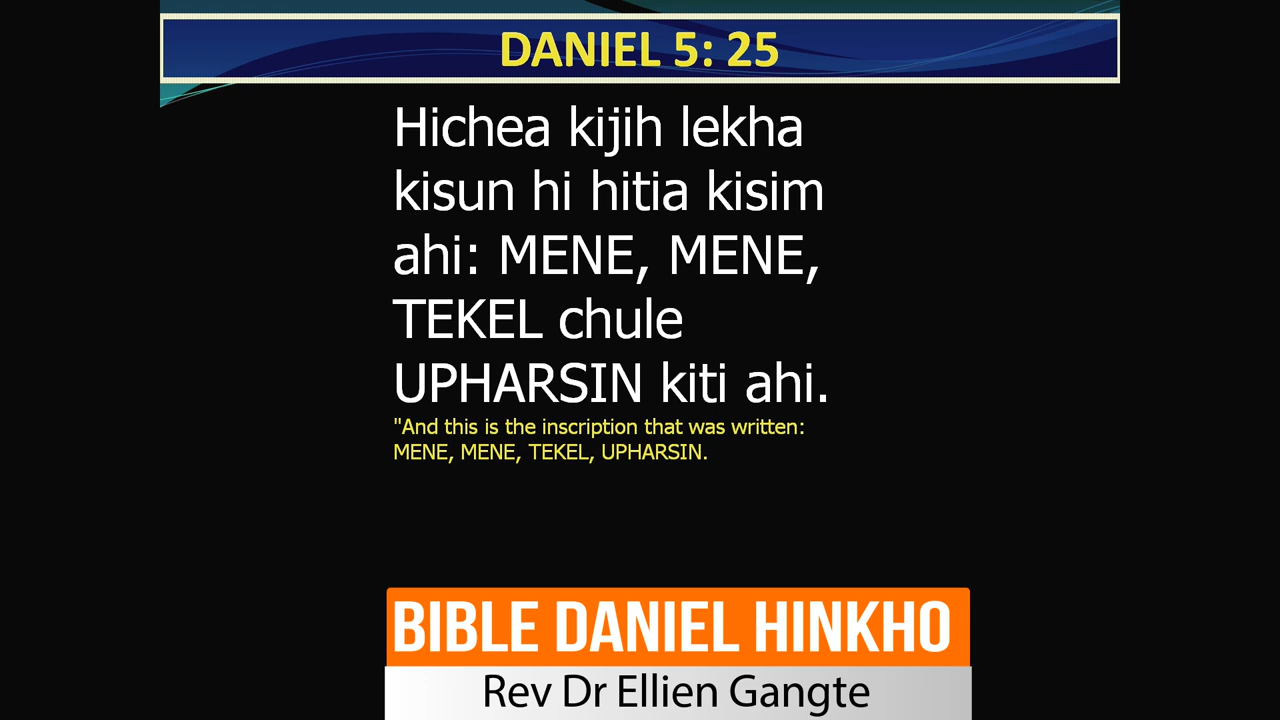 DANIEL 5: 25
Hichea kijih lekha
kisun hi hitia kisim
ahi: MENE, MENE,
TEKEL chule
UPHARSIN kiti ahi.
"And this is the inscription that was written:
MENE, MENE, TEKEL, UPHARSIN.
BIBLE DANIEL HINKHO
Rev Dr Ellien Gangte